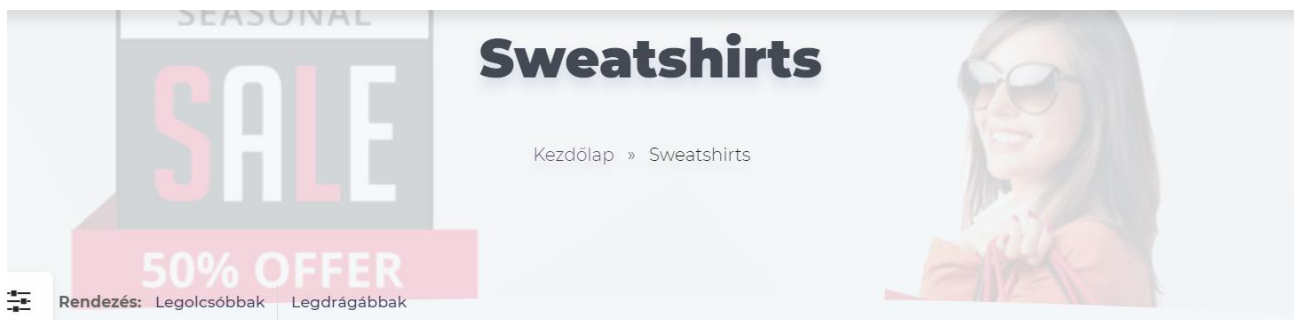 SEASONAL
Sweatshirts
SALE
Kezdőlap » Sweatshirts
50% OFFER
Rendezés: Legolcsóbbak Legdrágábbak